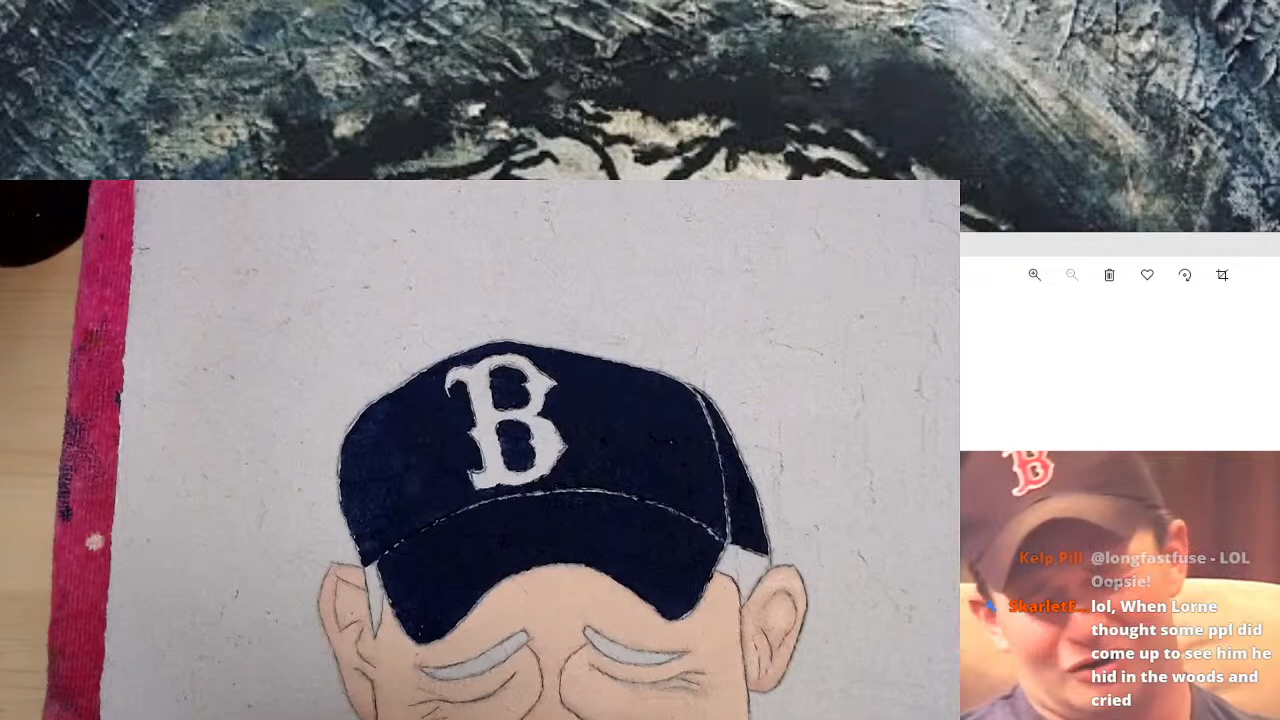 B
B
Kelp Pill @longfastfuse - LOL
Oopsie!
SkarletE... lol, When Lorne
thought some ppl did
come up to see him he
hid in the woods and
cried